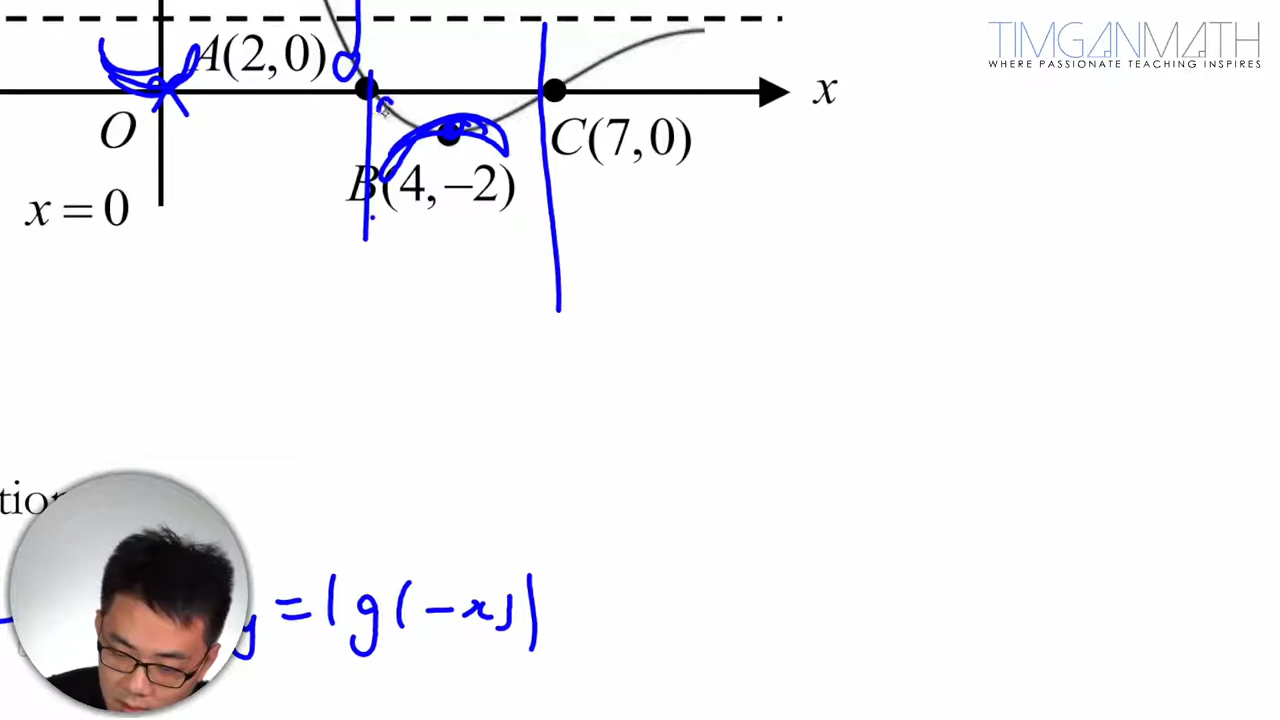 TIMGANMATH
WHERE PASSIONATE TEACHING INSPIRES
A(2,0)
x
O
C(7,0)
B(4,−2)
x = 0
y = |g(-x)|